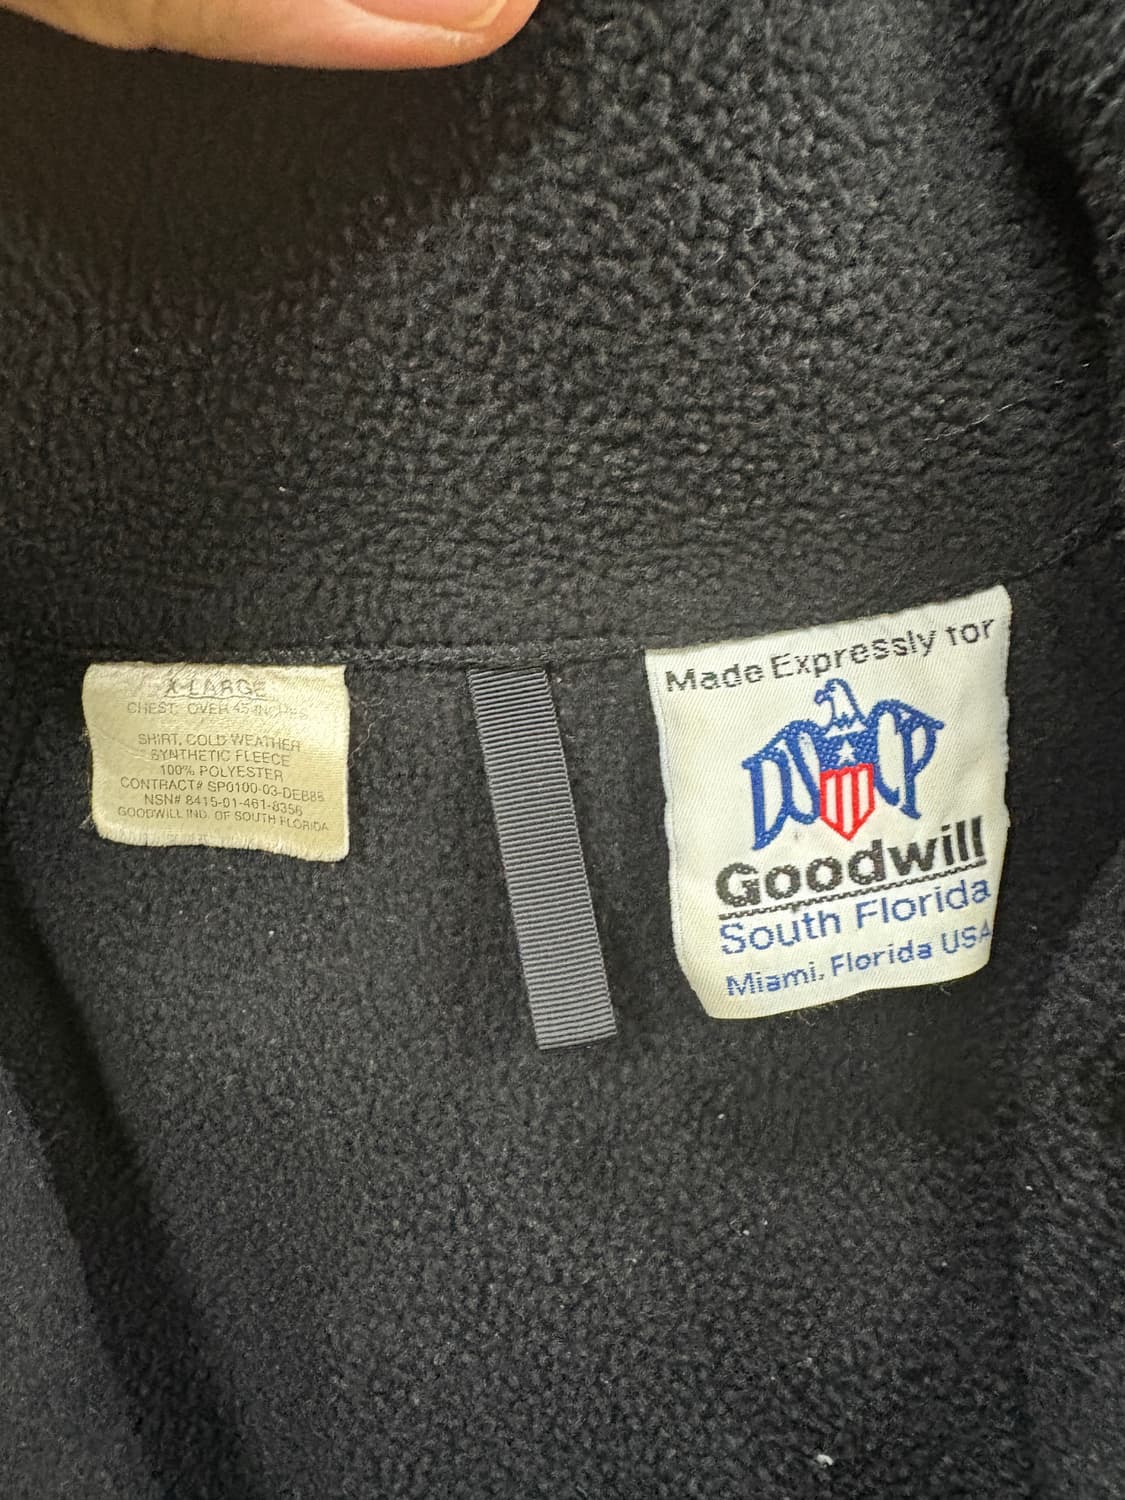 X-LARGE
CHEST: OVER 45 INCHES
SHIRT, COLD WEATHER
SYNTHETIC FLEECE
100% POLYESTER
CONTRACT# SP0100-03-DEB85
NSN# 8415-01-461-8356
GOODWILL IND. OF SOUTH FLORIDA
Made Expressly for
DSCP
Goodwill
South Florida
Miami, Florida USA